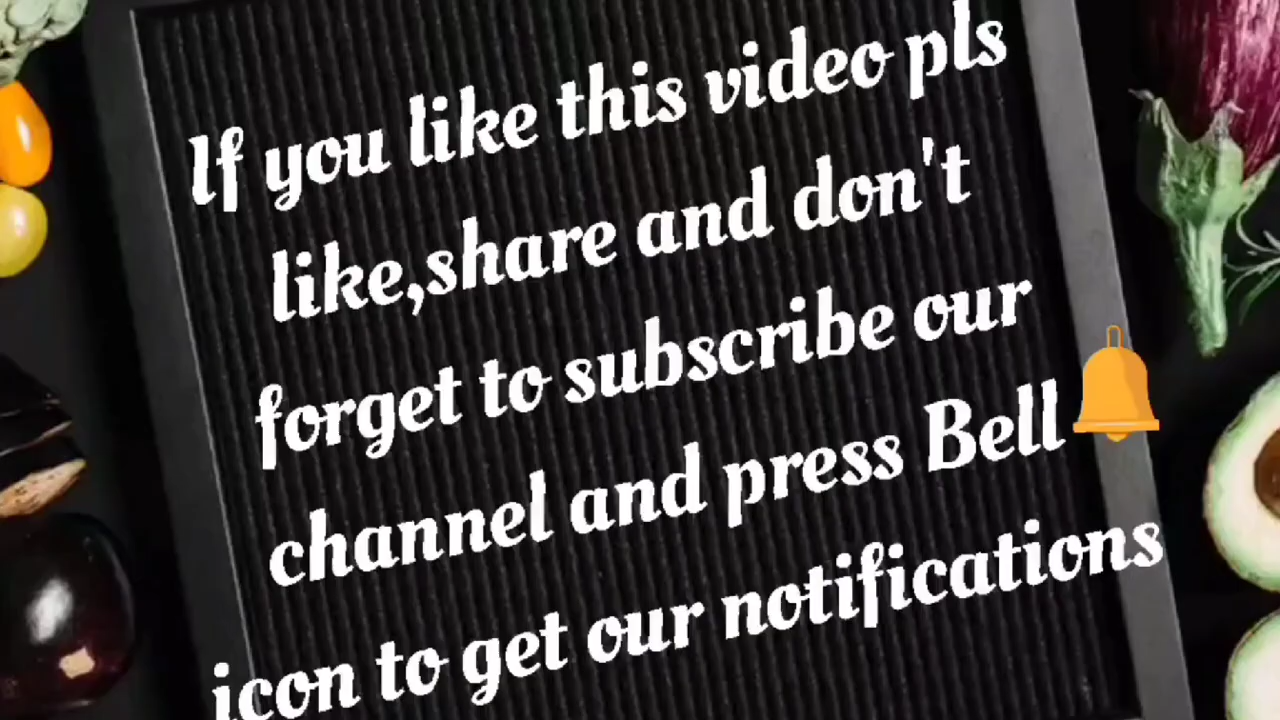 If you like this video pls
like,share and don't
forget to subscribe our
channel and press Bell🔔
icon to get our notifications